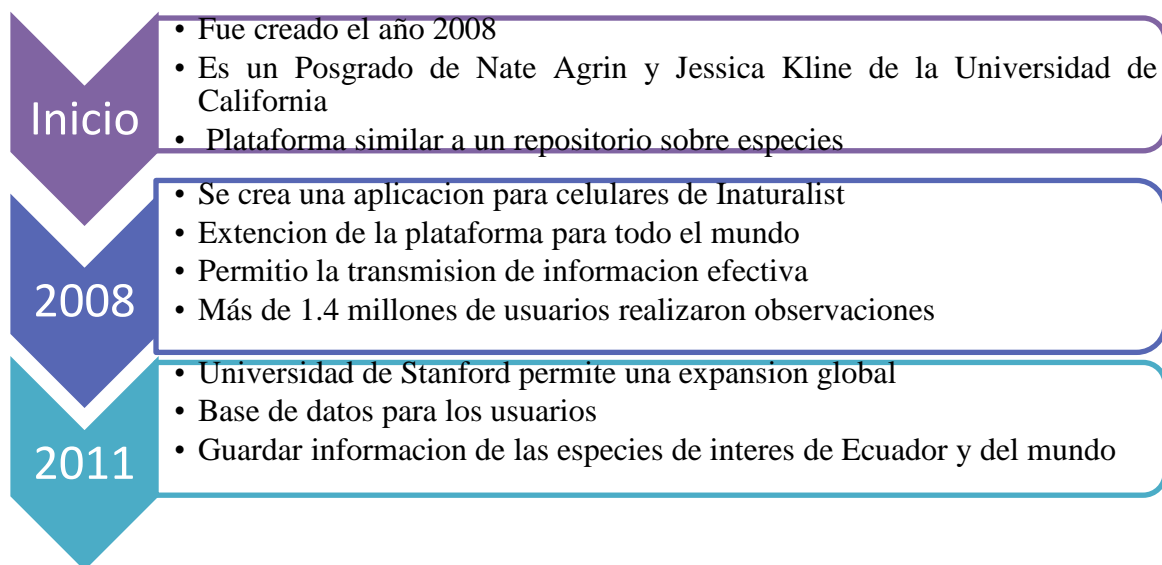 Inicio
• Fue creado el año 2008
• Es un Posgrado de Nate Agrin y Jessica Kline de la Universidad de
California
• Plataforma similar a un repositorio sobre especies
2008
• Se crea una aplicacion para celulares de Inaturalist
• Extencion de la plataforma para todo el mundo
• Permitio la transmision de informacion efectiva
• Más de 1.4 millones de usuarios realizaron observaciones
2011
• Universidad de Stanford permite una expansion global
• Base de datos para los usuarios
• Guardar informacion de las especies de interes de Ecuador y del mundo